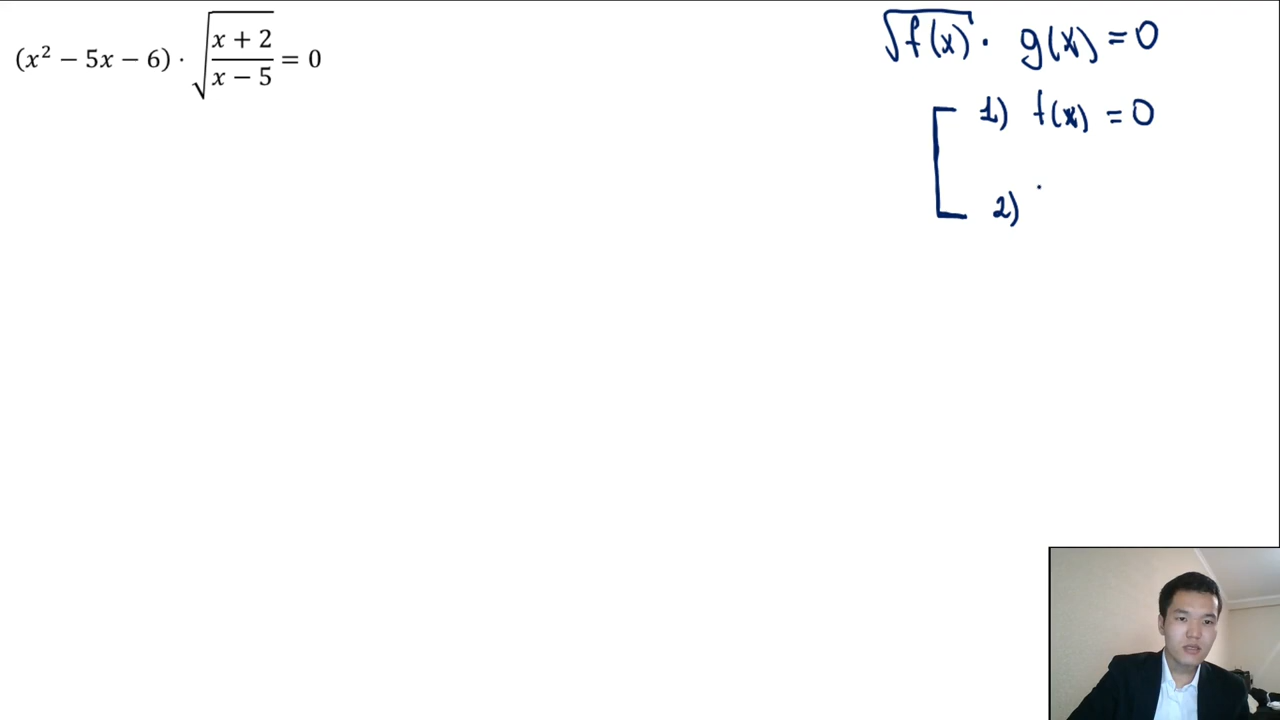 (x² − 5x − 6) · √((x + 2)/(x − 5)) = 0
√f(x) · g(x) = 0
1) f(x) = 0
2)